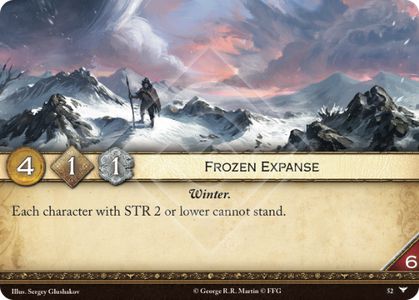 4 1 1 FROZEN EXPANSE
Winter.
Each character with STR 2 or lower cannot stand.
6
Illus. Sergey Glushakov © George R.R. Martin © FFG 52